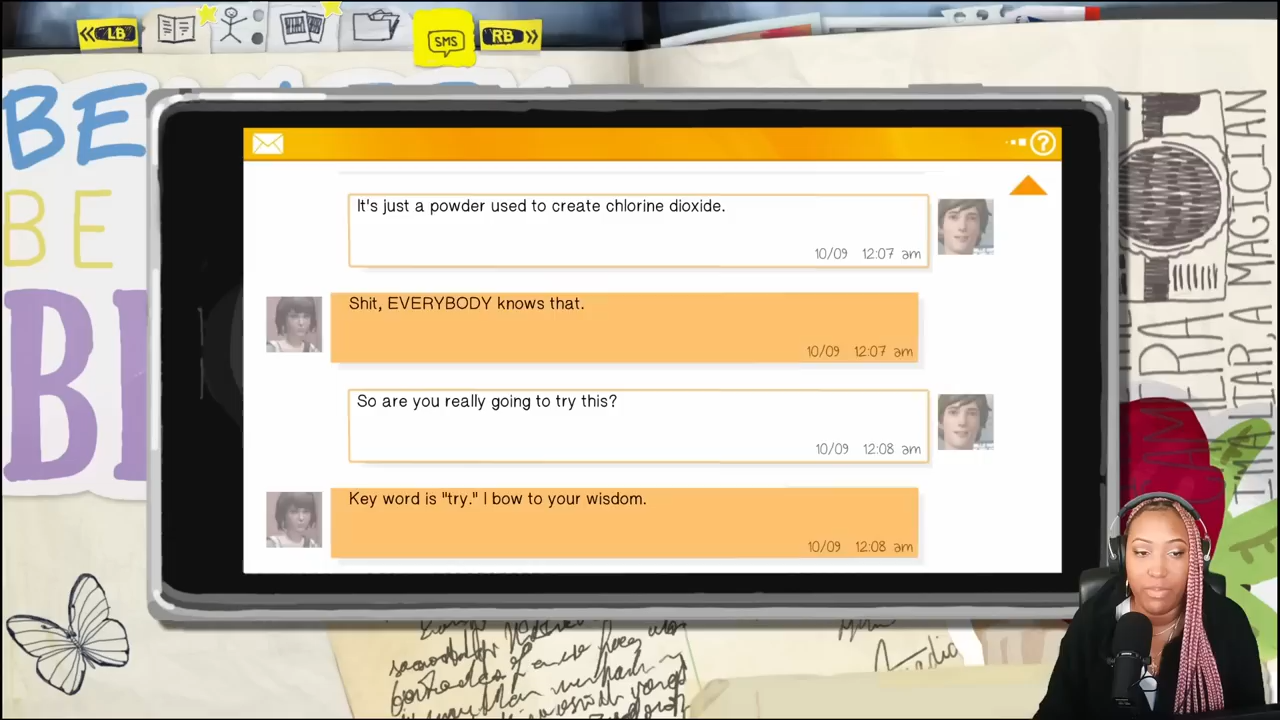 LB
SMS
RB
BE
BE
?
It's just a powder used to create chlorine dioxide.
10/09 12:07 am
Shit, EVERYBODY knows that.
10/09 12:07 am
So are you really going to try this?
10/09 12:08 am
Key word is "try." I bow to your wisdom.
10/09 12:08 am
CAMERA
LIAR, A MAGICIAN
I'M A